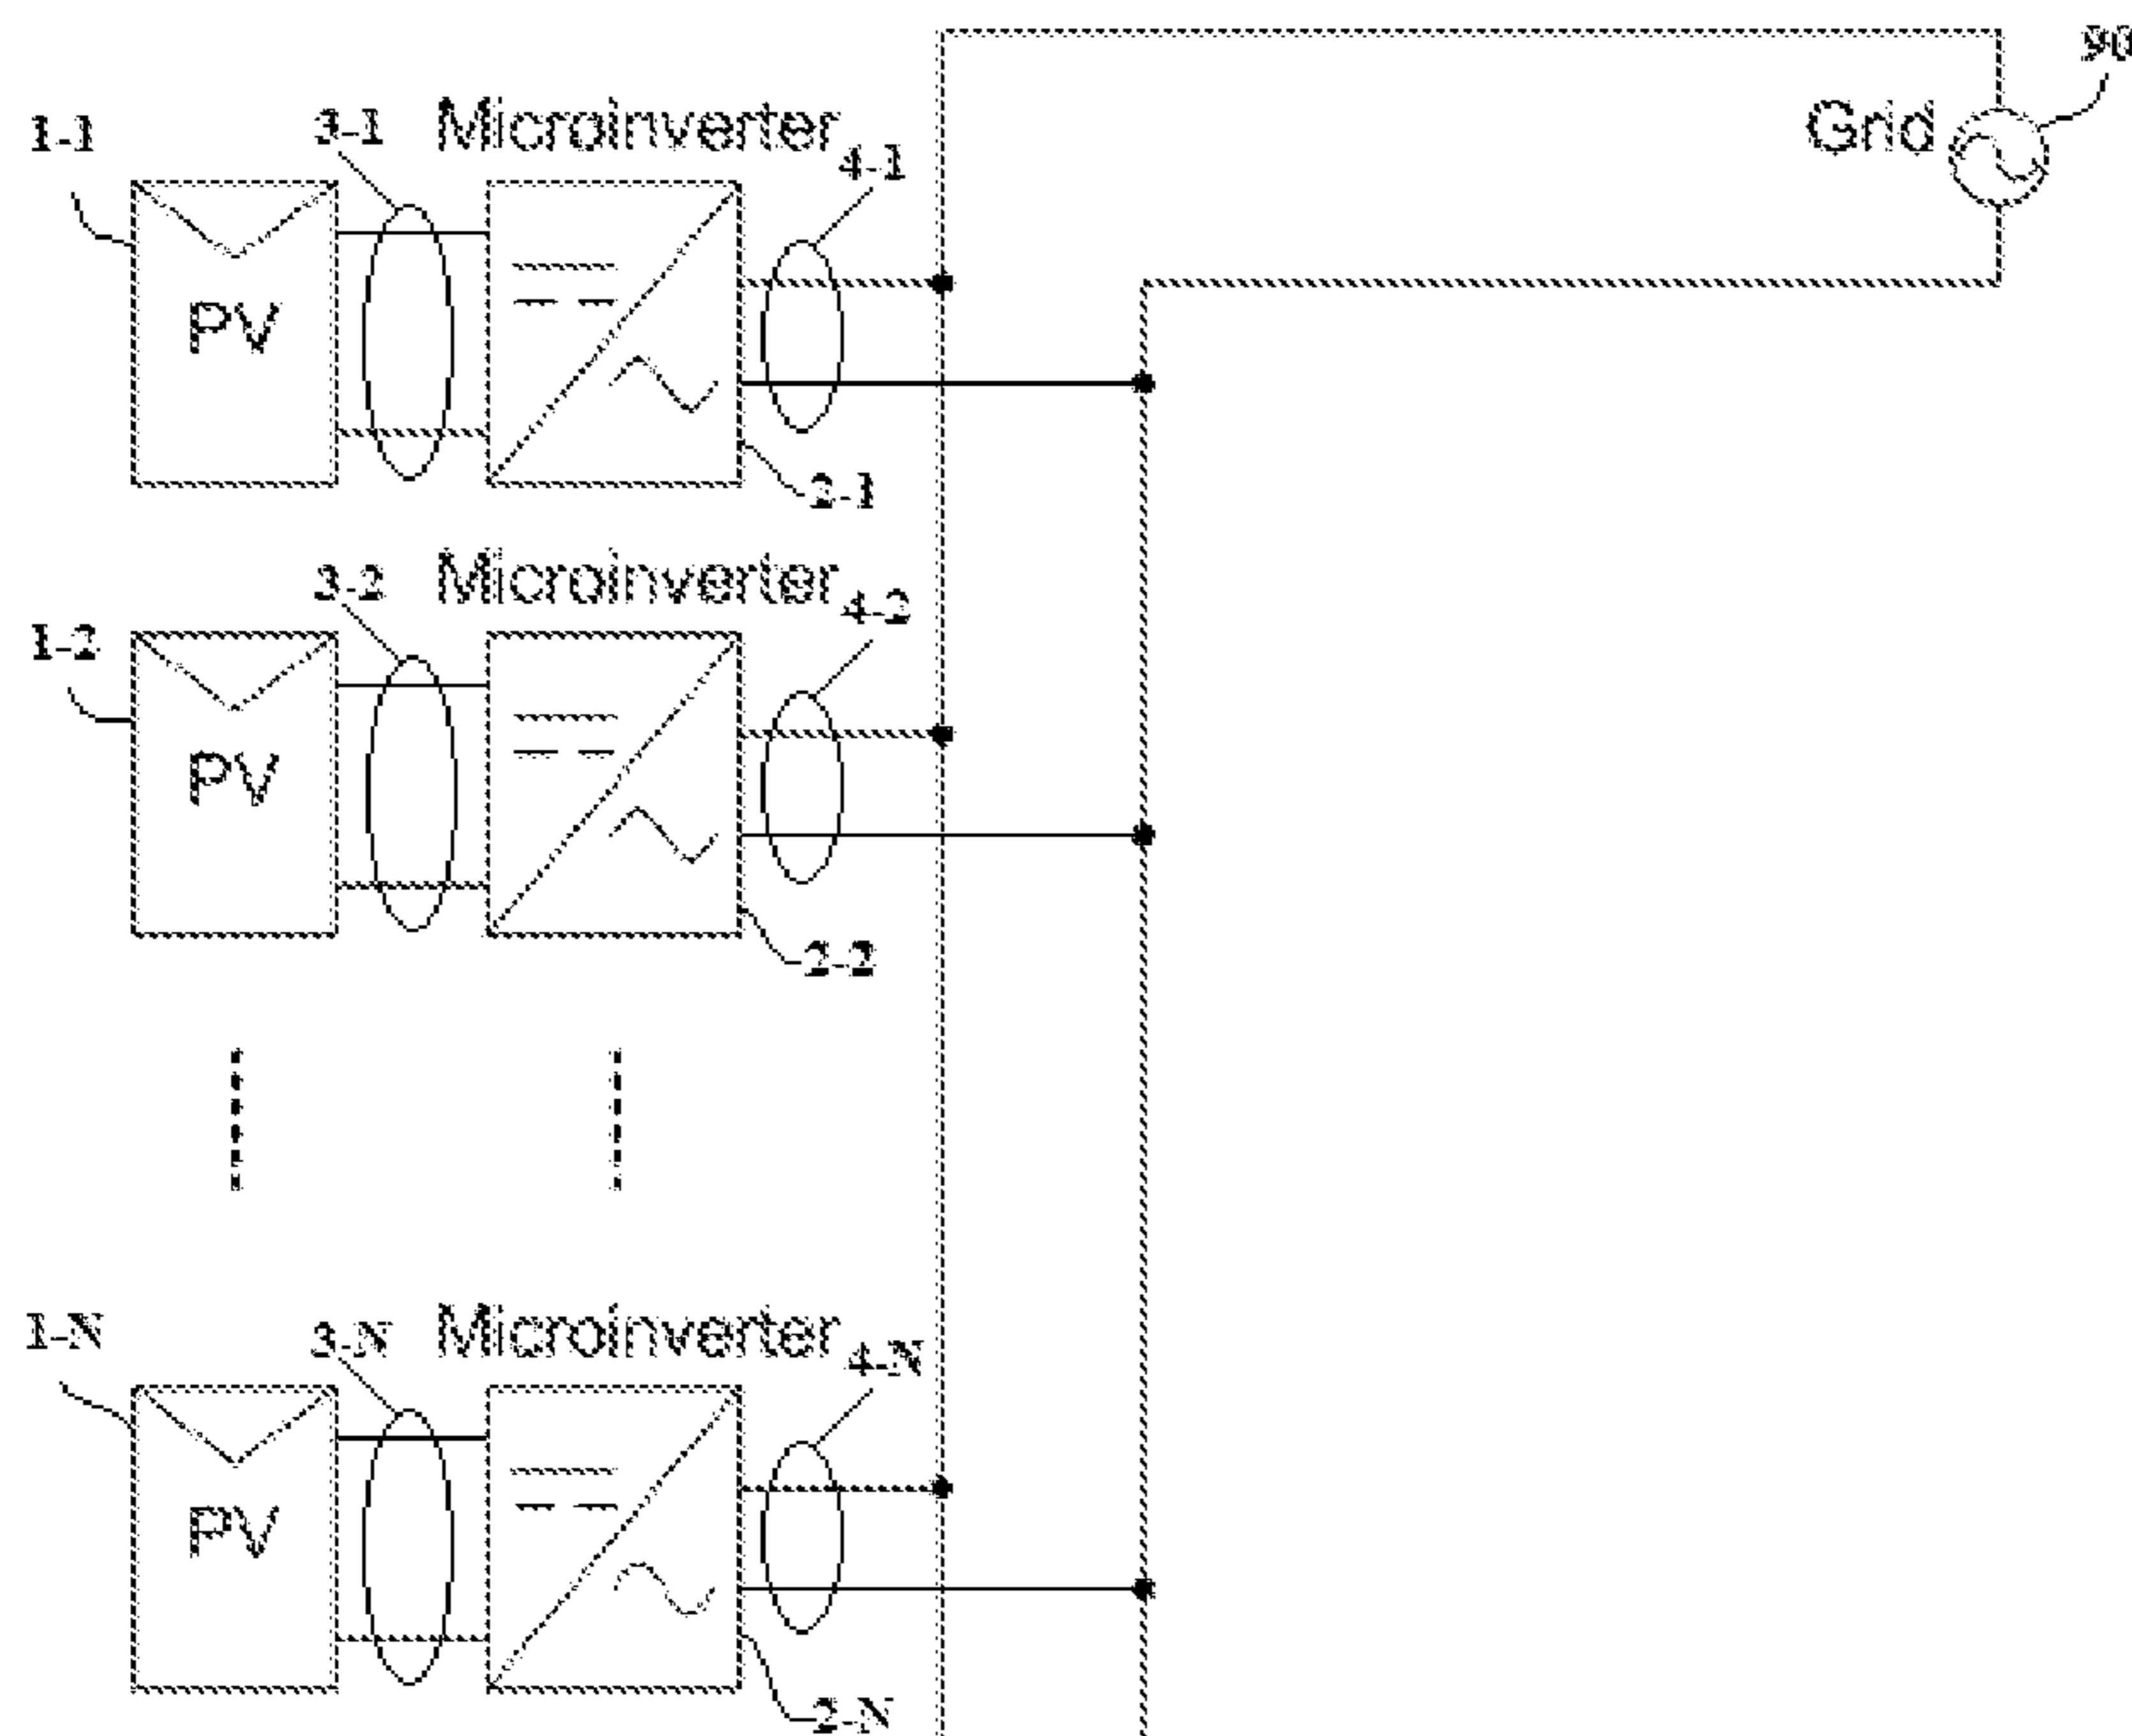 90
1-1
3-1
Microinverter
4-1
Grid
PV
2-1
3-2
Microinverter
4-2
1-2
PV
2-2
1-N
3-N
Microinverter
4-N
PV
2-N